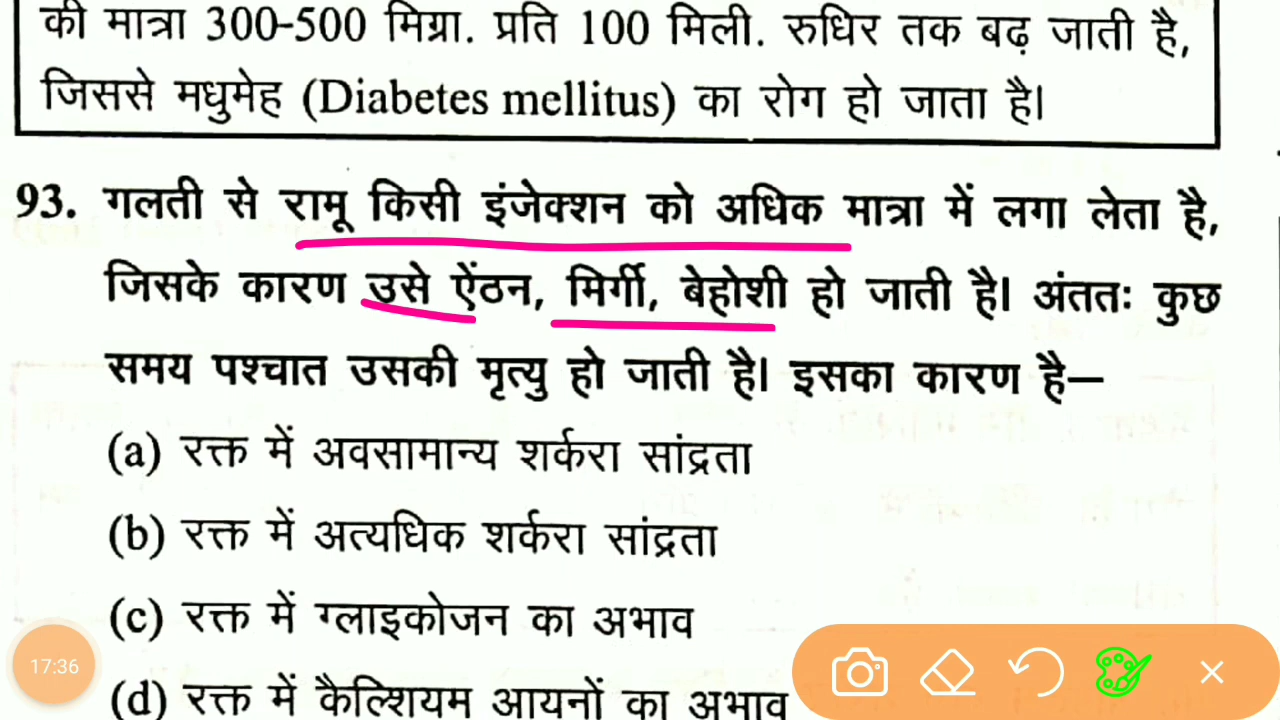 की मात्रा 300-500 मिग्रा. प्रति 100 मिली. रुधिर तक बढ़ जाती है,
जिससे मधुमेह (Diabetes mellitus) का रोग हो जाता है।
93. गलती से रामू किसी इंजेक्शन को अधिक मात्रा में लगा लेता है,
जिसके कारण उसे ऐंठन, मिर्गी, बेहोशी हो जाती है। अंततः कुछ
समय पश्चात उसकी मृत्यु हो जाती है। इसका कारण है—
(a) रक्त में अवसामान्य शर्करा सांद्रता
(b) रक्त में अत्यधिक शर्करा सांद्रता
(c) रक्त में ग्लाइकोजन का अभाव
(d) रक्त में कैल्शियम आयनों का अभाव
17:36